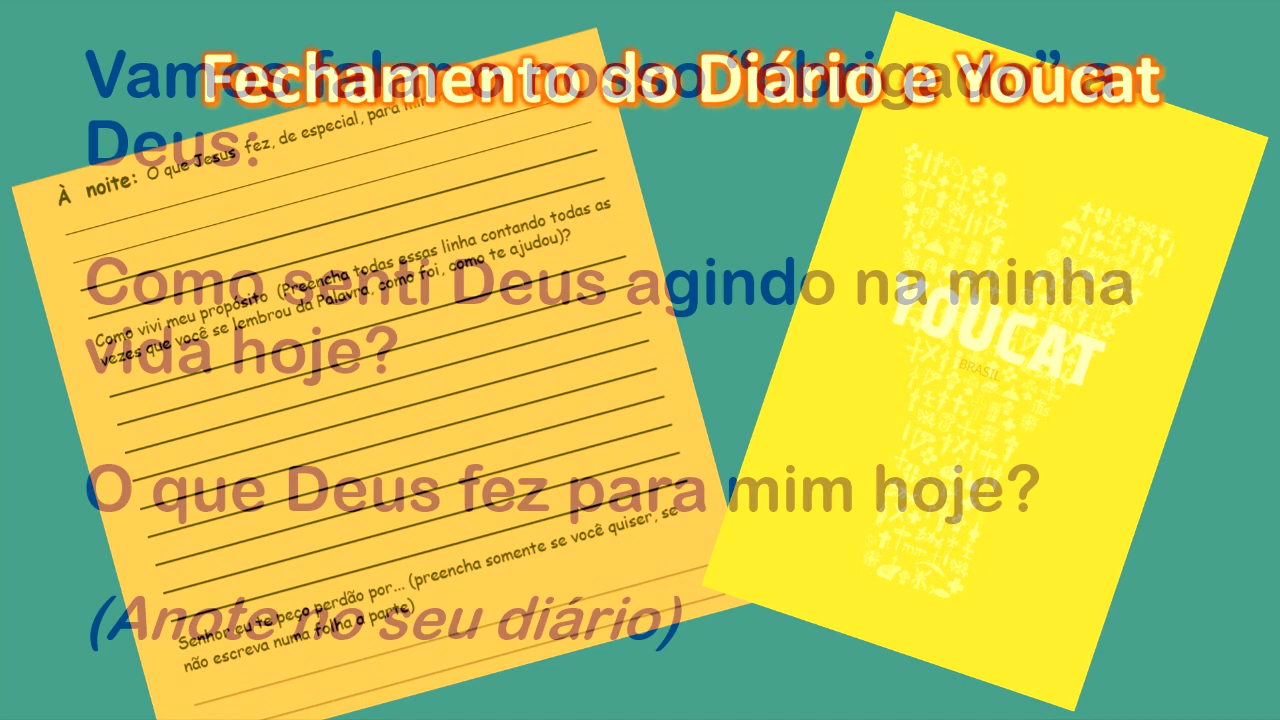 Fechamento do Diário e Youcat
Vamos falar o nosso “obrigado” a
Deus:
Como senti Deus agindo na minha
vida hoje?
O que Deus fez para mim hoje?
(Anote no seu diário)
À noite: O que Jesus fez, de especial, para mim
Como vivi meu propósito (Preencha todas essas linha contando todas as
vezes que você se lembrou da Palavra, como foi, como te ajudou)?
Senhor eu te peço perdão por... (preencha somente se você quiser, se
não escreva numa folha a parte)
YOUCAT
BRASIL